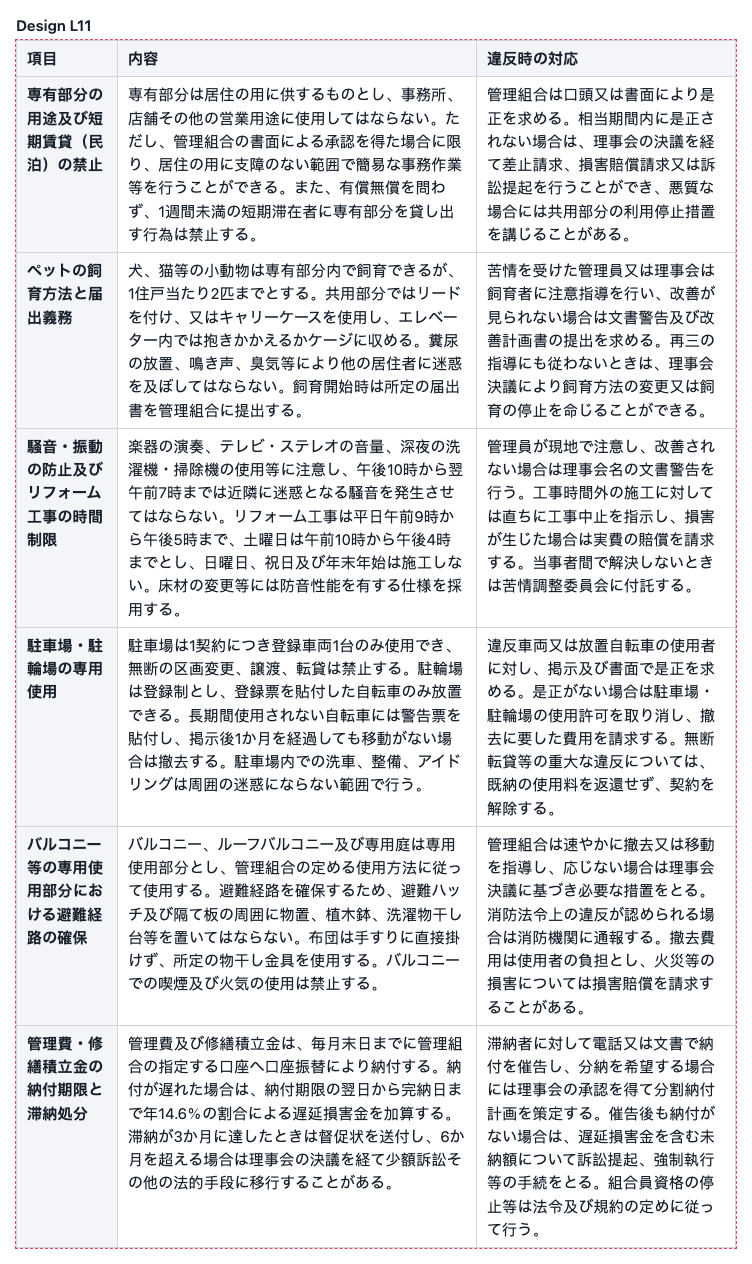 Design L11
項目
内容
違反時の対応
専有部分の
用途及び短
期賃貸（民
泊）の禁止
専有部分は居住の用に供するものとし、事務所、
店舗その他の営業用途に使用してはならない。た
だし、管理組合の書面による承認を得た場合に限
り、居住の用に支障のない範囲で簡易な事務作業
等を行うことができる。また、有償無償を問わ
ず、1週間未満の短期滞在者に専有部分を貸し出
す行為は禁止する。
管理組合は口頭又は書面により是
正を求める。相当期間内に是正さ
れない場合は、理事会の決議を経
て差止請求、損害賠償請求又は訴
訟提起を行うことができ、悪質な
場合には共用部分の利用停止措置
を講じることがある。
ペットの飼
育方法と届
出義務
犬、猫等の小動物は専有部分内で飼育できるが、
1住戸当たり2匹までとする。共用部分ではリード
を付け、又はキャリーケースを使用し、エレベー
ター内では抱きかかえるかケージに収める。糞尿
の放置、鳴き声、臭気等により他の居住者に迷惑
を及ぼしてはならない。飼育開始時は所定の届出
書を管理組合に提出する。
苦情を受けた管理員又は理事会は
飼育者に注意指導を行い、改善が
見られない場合は文書警告及び改
善計画書の提出を求める。再三の
指導にも従わないときは、理事会
決議により飼育方法の変更又は飼
育の停止を命じることができる。
騒音・振動
の防止及び
リフォーム
工事の時間
制限
楽器の演奏、テレビ・ステレオの音量、深夜の洗
濯機・掃除機の使用等に注意し、午後10時から翌
午前7時までは近隣に迷惑となる騒音を発生させ
てはならない。リフォーム工事は平日午前9時か
ら午後5時まで、土曜日は午前10時から午後4時
までとし、日曜日、祝日及び年末年始は施工しな
い。床材の変更等には防音性能を有する仕様を採
用する。
管理員が現地で注意し、改善され
ない場合は理事会名の文書警告を
行う。工事時間外の施工に対して
は直ちに工事中止を指示し、損害
が生じた場合は実費の賠償を請求
する。当事者間で解決しないとき
は苦情調整委員会に付託する。
駐車場・駐
輪場の専用
使用
駐車場は1契約につき登録車両1台のみ使用でき、
無断の区画変更、譲渡、転貸は禁止する。駐輪場
は登録制とし、登録票を貼付した自転車のみ放置
できる。長期間使用されない自転車には警告票を
貼付し、掲示後1か月を経過しても移動がない場
合は撤去する。駐車場内での洗車、整備、アイド
リングは周囲の迷惑にならない範囲で行う。
違反車両又は放置自転車の使用者
に対し、掲示及び書面で是正を求
める。是正がない場合は駐車場・
駐輪場の使用許可を取り消し、撤
去に要した費用を請求する。無断
転貸等の重大な違反については、
既納の使用料を返還せず、契約を
解除する。
バルコニー
等の専用使
用部分にお
ける避難経
路の確保
バルコニー、ルーフバルコニー及び専用庭は専用
使用部分とし、管理組合の定める使用方法に従っ
て使用する。避難経路を確保するため、避難ハッ
チ及び隔て板の周囲に物置、植木鉢、洗濯物干し
台等を置いてはならない。布団は手すりに直接掛
けず、所定の物干し金具を使用する。バルコニー
での喫煙及び火気の使用は禁止する。
管理組合は速やかに撤去又は移動
を指導し、応じない場合は理事会
決議に基づき必要な措置をとる。
消防法令上の違反が認められる場
合は消防機関に通報する。撤去費
用は使用者の負担とし、火災等の
損害については損害賠償を請求す
ることがある。
管理費・修
繕積立金の
納付期限と
滞納処分
管理費及び修繕積立金は、毎月末日までに管理組
合の指定する口座へ口座振替により納付する。納
付が遅れた場合は、納付期限の翌日から完納日ま
で年14.6%の割合による遅延損害金を加算する。
滞納が3か月に達したときは督促状を送付し、6か
月を超える場合は理事会の決議を経て少額訴訟そ
の他の法的手段に移行することがある。
滞納者に対して電話又は文書で納
付を催告し、分納を希望する場合
には理事会の承認を得て分割納付
計画を策定する。催告後も納付が
ない場合は、遅延損害金を含む未
納額について訴訟提起、強制執行
等の手続をとる。組合員資格の停
止等は法令及び規約の定めに従っ
て行う。